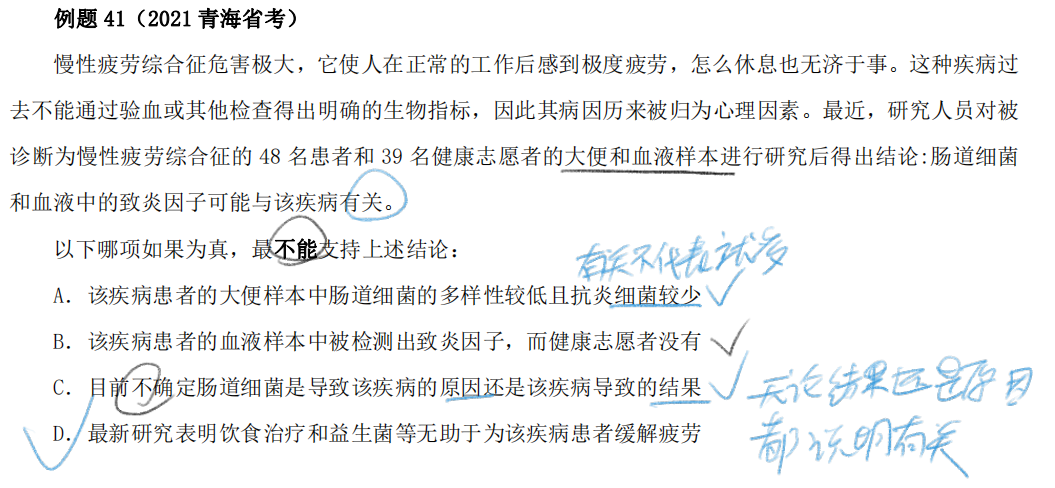 例题 41（2021 青海省考）
慢性疲劳综合征危害极大，它使人在正常的工作后感到极度疲劳，怎么休息也无济于事。这种疾病过
去不能通过验血或其他检查得出明确的生物指标，因此其病因历来被归为心理因素。最近，研究人员对被
诊断为慢性疲劳综合征的 48 名患者和 39 名健康志愿者的大便和血液样本进行研究后得出结论:肠道细菌
和血液中的致炎因子可能与该疾病有关。
以下哪项如果为真，最不能支持上述结论：
有关不代表就多
A．该疾病患者的大便样本中肠道细菌的多样性较低且抗炎细菌较少
B．该疾病患者的血液样本中被检测出致炎因子，而健康志愿者没有
C．目前不确定肠道细菌是导致该疾病的原因还是该疾病导致的结果
无论结果还是原因
D．最新研究表明饮食治疗和益生菌等无助于为该疾病患者缓解疲劳
都说明有关